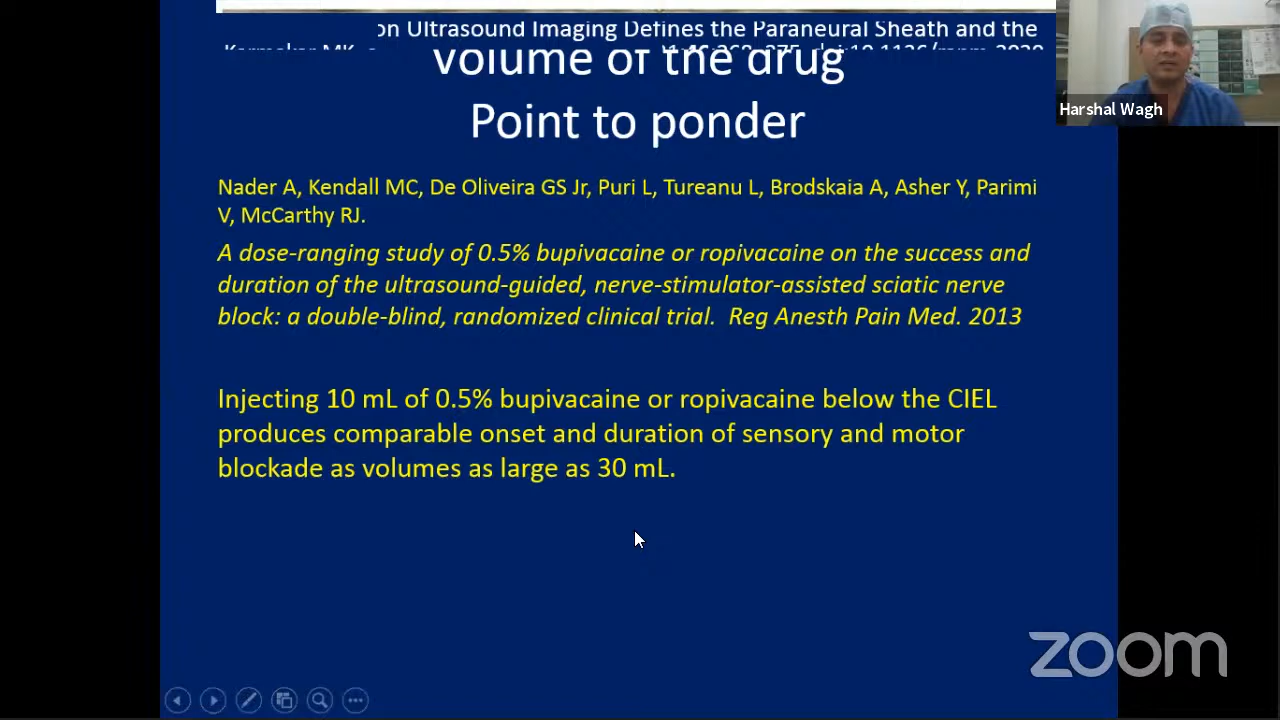 on Ultrasound Imaging Defines the Paraneural Sheath and the
Volume of the drug
Point to ponder
Harshal Wagh
Nader A, Kendall MC, De Oliveira GS Jr, Puri L, Tureanu L, Brodskaia A, Asher Y, Parimi
V, McCarthy RJ.
A dose-ranging study of 0.5% bupivacaine or ropivacaine on the success and
duration of the ultrasound-guided, nerve-stimulator-assisted sciatic nerve
block: a double-blind, randomized clinical trial. Reg Anesth Pain Med. 2013
Injecting 10 mL of 0.5% bupivacaine or ropivacaine below the CIEL
produces comparable onset and duration of sensory and motor
blockade as volumes as large as 30 mL.
zoom